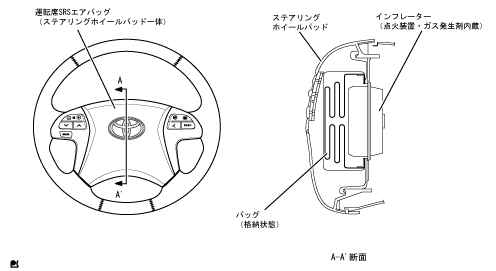 運転席SRSエアバッグ
（ステアリングホイールパッド一体）
ステアリング
ホイールパッド
インフレーター
（点火装置・ガス発生剤内蔵）
A
A'
バッグ
（格納状態）
A-A' 断面